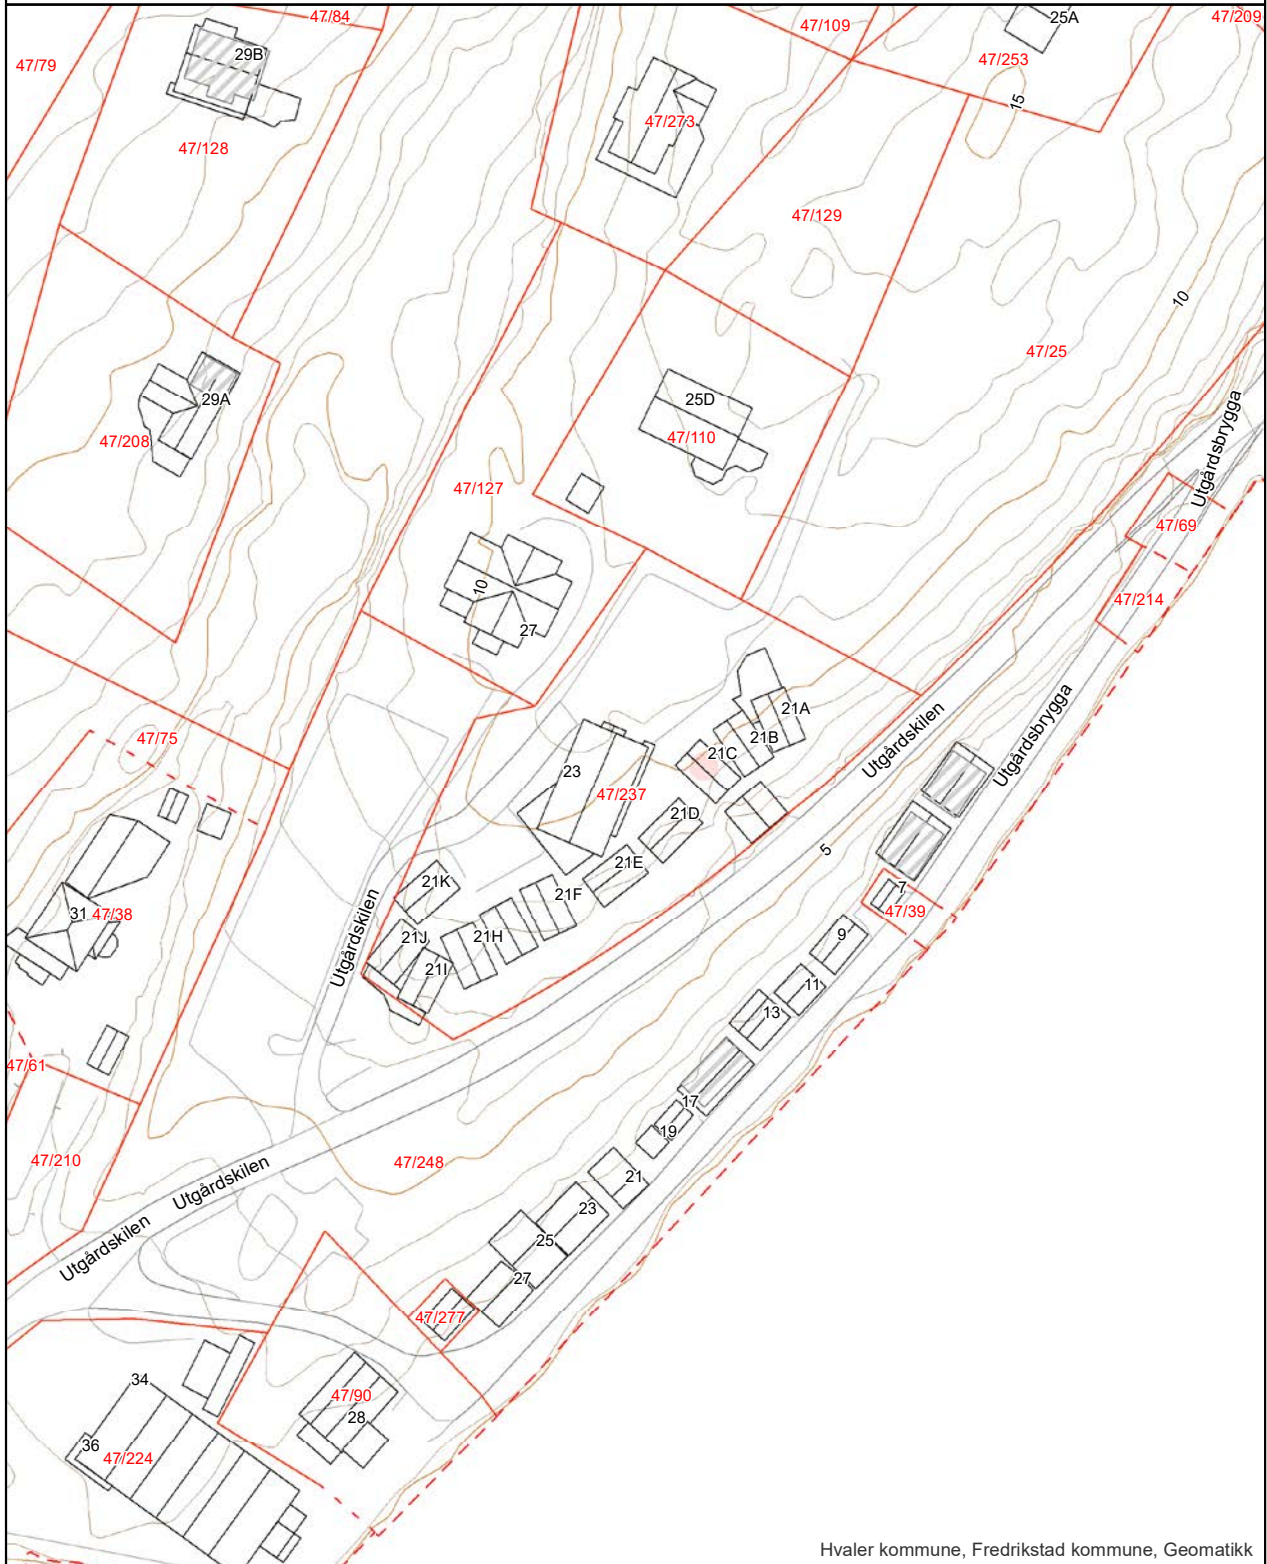 47/84
47/109
25A
47/209
29B
47/253
47/79
15
47/273
47/128
47/129
10
47/25
29A
25D
Utgårdsbrygga
47/208
47/110
47/127
47/69
10
47/214
27
21A
Utgårdsbrygga
47/75
21B
Utgårdskilen
21C
23
47/237
21D
5
21E
21K
21F
7
47/39
31
47/38
Utgårdskilen
21J
21H
9
21I
11
13
47/61
17
19
47/210
47/248
Utgårdskilen
21
23
Utgårdskilen
25
27
47/277
34
47/90
28
36
47/224
Hvaler kommune, Fredrikstad kommune, Geomatikk